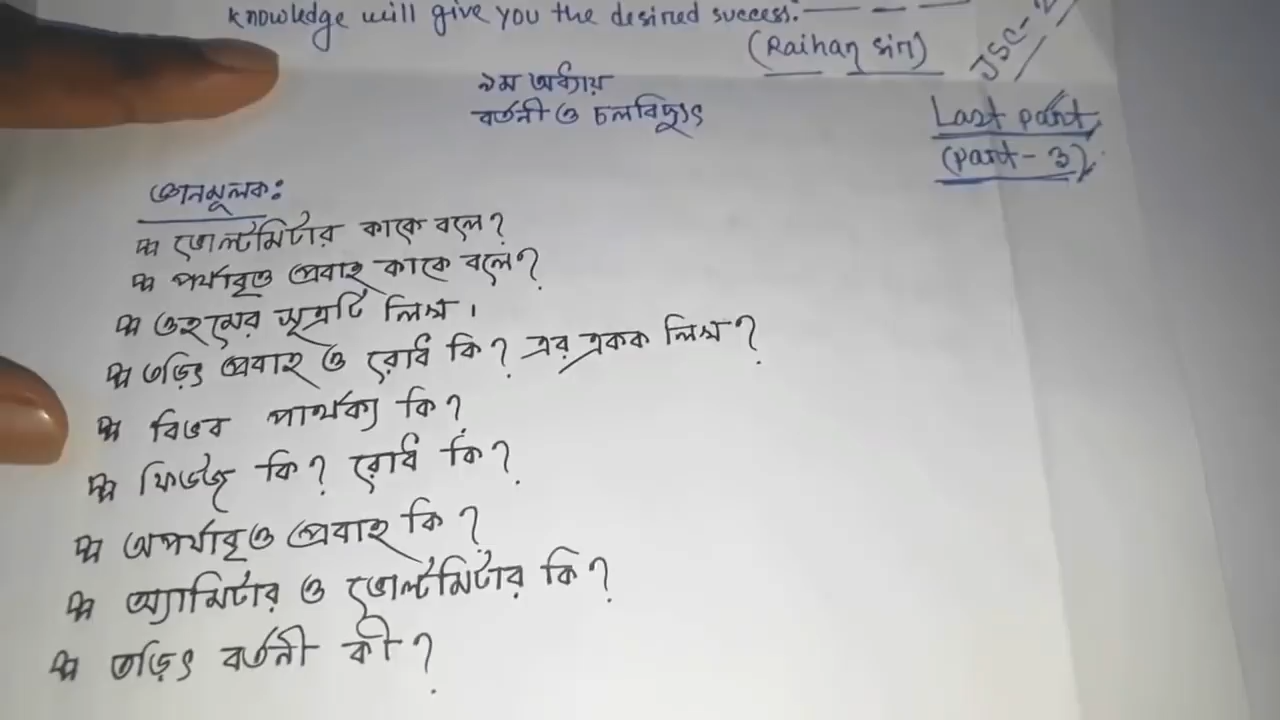 knowledge will give you the desired success.
(Raihan sir)
JSC-
৯ম অধ্যায়
বর্তনী ও চলবিদ্যুৎ
Last part
(part-3)
জ্ঞানমূলক:
ভোল্টমিটার কাকে বলে?
পর্যাবৃত্ত প্রবাহ কাকে বলে?
ওহমের সূত্রটি লিখ।
তড়িৎ প্রবাহ ও রোধ কি? এর একক লিখ?
বিভব পার্থক্য কি?
ফিউজ কি? রোধ কি?
অপর্যাবৃত্ত প্রবাহ কি?
অ্যামিটার ও ভোল্টমিটার কি?
তড়িৎ বর্তনী কী?